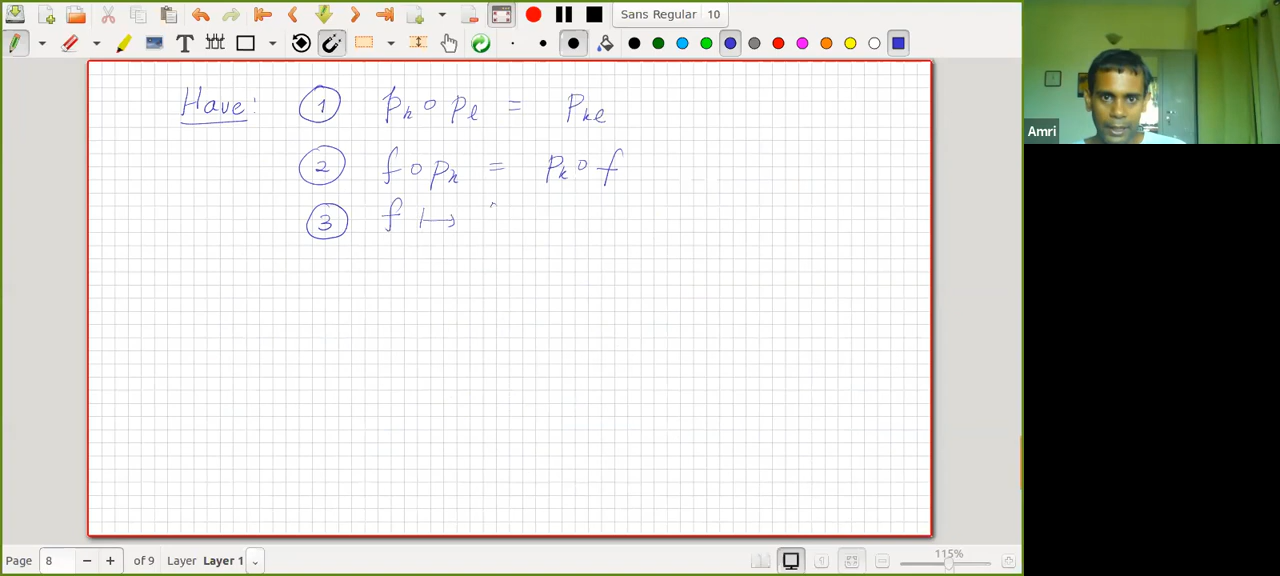 Sans Regular 10
Have: 1 pₖ ∘ pₗ = pₖₗ
2 f ∘ pₖ = pₖ ∘ f
3 f ↦
Amri
Page 8 of 9 Layer Layer 1 115%